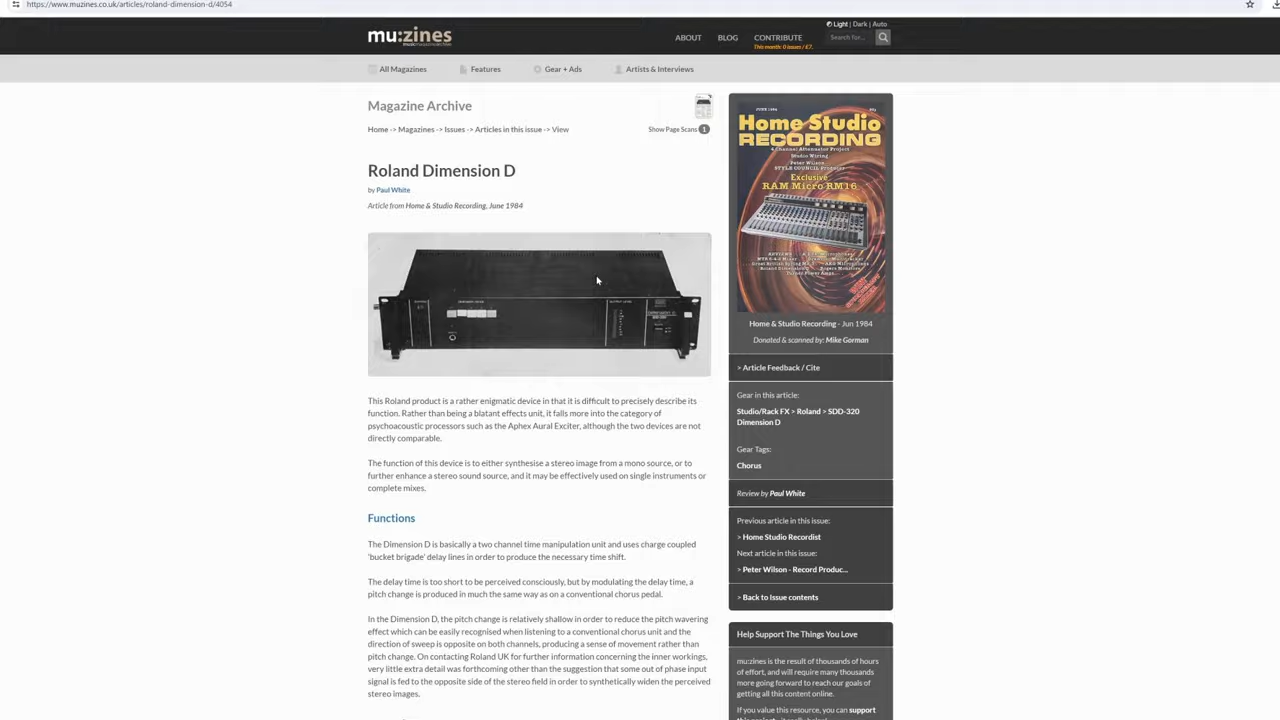 https://www.muzines.co.uk/articles/roland-dimension-d/4054
Light | Dark | Auto
mu:zines
ABOUT
BLOG
CONTRIBUTE
Search for...
This month: 0 issues / £7.
All Magazines
Features
Gear + Ads
Artists & Interviews
Magazine Archive
Home -> Magazines -> Issues -> Articles in this issue -> View
Show Page Scans 1
Roland Dimension D
by Paul White
Article from Home & Studio Recording, June 1984
This Roland product is a rather enigmatic device in that it is difficult to precisely describe its
function. Rather than being a blatant effects unit, it falls more into the category of
psychoacoustic processors such as the Aphex Aural Exciter, although the two devices are not
directly comparable.
The function of this device is to either synthesise a stereo image from a mono source, or to
further enhance a stereo sound source, and it may be effectively used on single instruments or
complete mixes.
Functions
The Dimension D is basically a two channel time manipulation unit and uses charge coupled
'bucket brigade' delay lines in order to produce the necessary time shift.
The delay time is too short to be perceived consciously, but by modulating the delay time, a
pitch change is produced in much the same way as on a conventional chorus pedal.
In the Dimension D, the pitch change is relatively shallow in order to reduce the pitch wavering
effect which can be easily recognised when listening to a conventional chorus unit and the
direction of sweep is opposite on both channels, producing a sense of movement rather than
pitch change. On contacting Roland UK for further information concerning the inner workings,
very little extra detail was forthcoming other than the suggestion that some out of phase input
signal is fed to the opposite side of the stereo field in order to synthetically widen the perceived
stereo images.
JUNE 1984
Home Studio
RECORDING
4 Channel Attenuator Project
Studio Wiring
Peter Wilson
STYLE COUNCIL Producer
Exclusive
RAM Micro RM16
Home & Studio Recording - Jun 1984
Donated & scanned by: Mike Gorman
> Article Feedback / Cite
Gear in this article:
Studio/Rack FX > Roland > SDD-320
Dimension D
Gear Tags:
Chorus
Review by Paul White
Previous article in this issue:
> Home Studio Recordist
Next article in this issue:
> Peter Wilson - Record Produc...
> Back to Issue contents
Help Support The Things You Love
mu:zines is the result of thousands of hours
of effort, and will require many thousands
more going forward to reach our goals of
getting all this content online.
If you value this resource, you can support